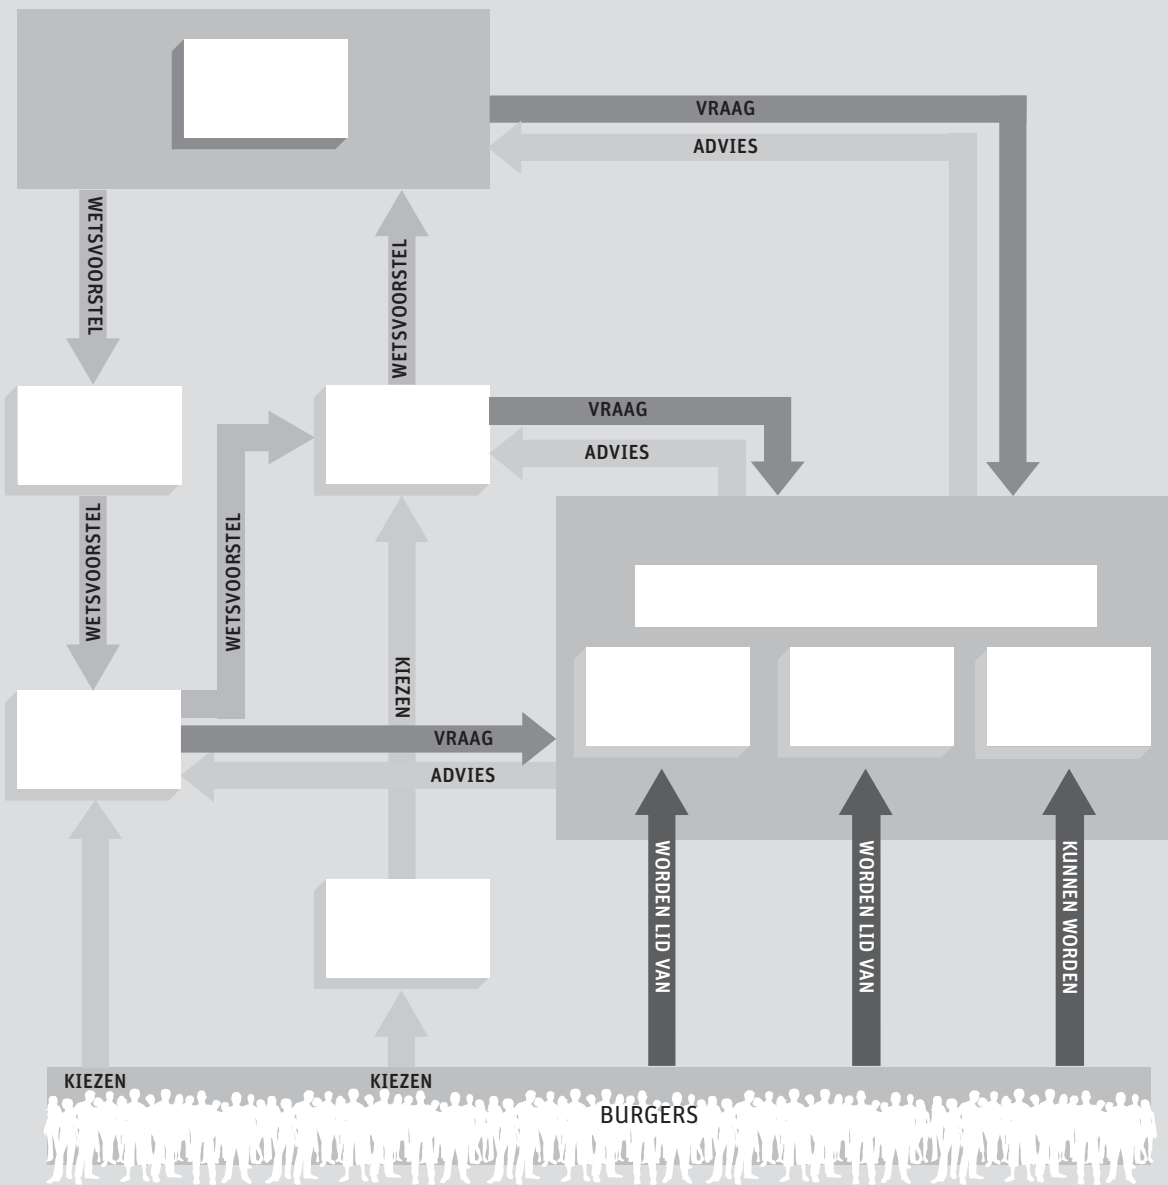 VRAAG
ADVIES
WETSVOORSTEL
WETSVOORSTEL
VRAAG
ADVIES
WETSVOORSTEL
WETSVOORSTEL
KIEZEN
VRAAG
ADVIES
WORDEN LID VAN
WORDEN LID VAN
KUNNEN WORDEN
KIEZEN
KIEZEN
BURGERS